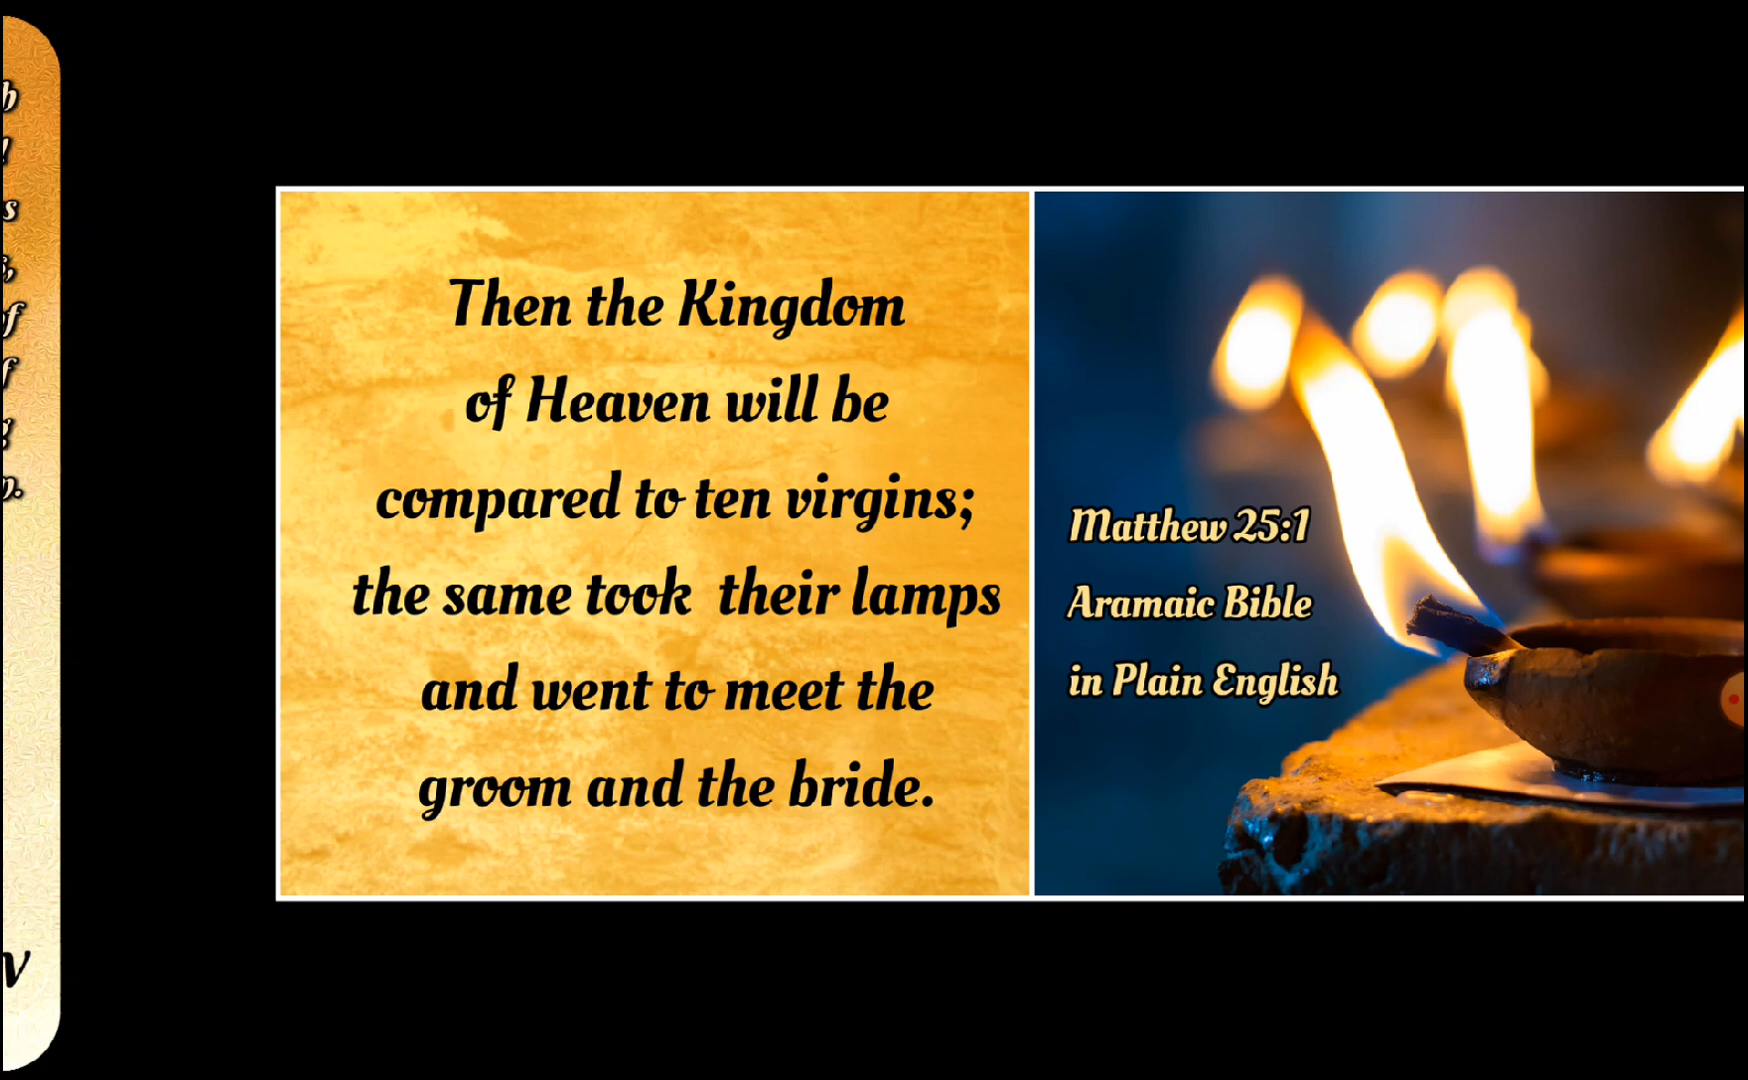 Then the Kingdom
of Heaven will be
compared to ten virgins;
the same took their lamps
and went to meet the
groom and the bride.
Matthew 25:1
Aramaic Bible
in Plain English